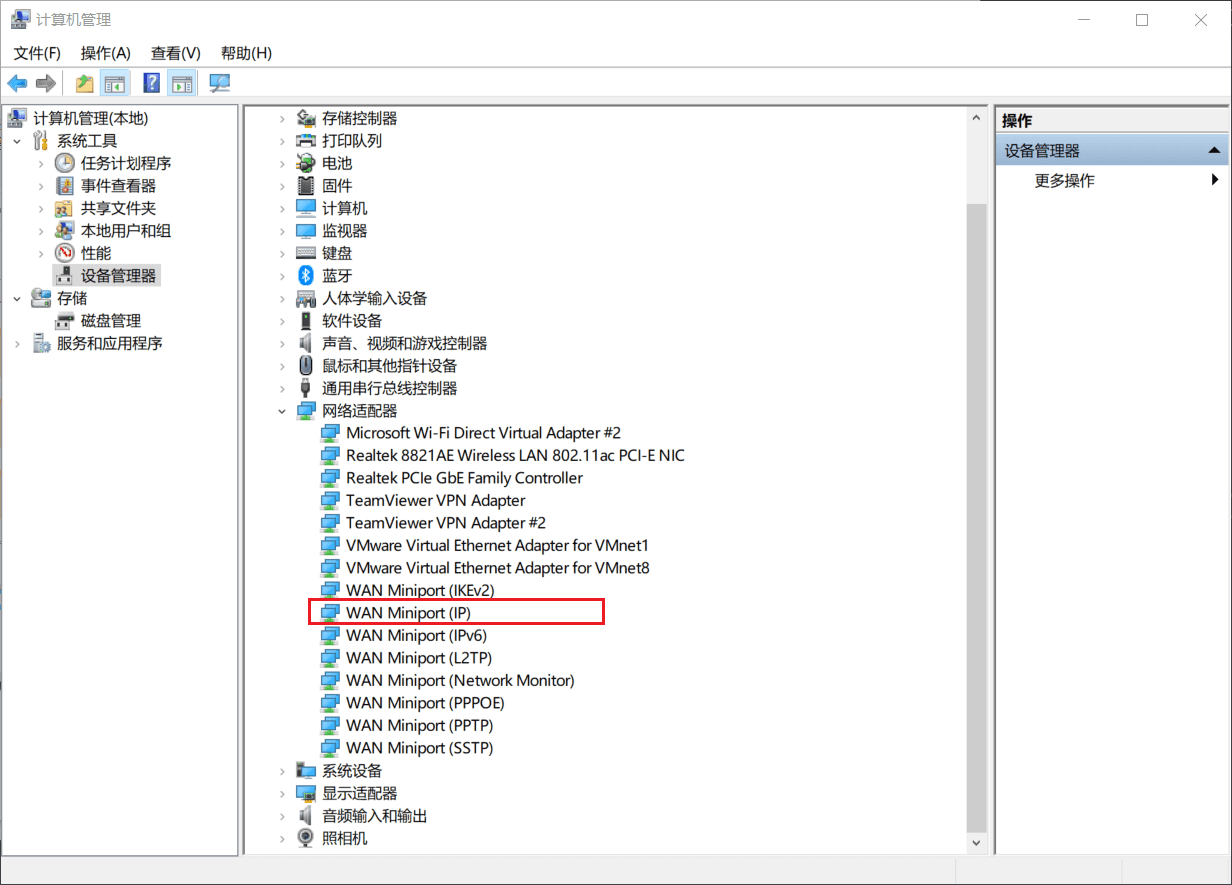 计算机管理
文件(F) 操作(A) 查看(V) 帮助(H)
计算机管理(本地)
系统工具
任务计划程序
事件查看器
共享文件夹
本地用户和组
性能
设备管理器
存储
磁盘管理
服务和应用程序
存储控制器
打印队列
电池
固件
计算机
监视器
键盘
蓝牙
人体学输入设备
软件设备
声音、视频和游戏控制器
鼠标和其他指针设备
通用串行总线控制器
网络适配器
Microsoft Wi-Fi Direct Virtual Adapter #2
Realtek 8821AE Wireless LAN 802.11ac PCI-E NIC
Realtek PCIe GbE Family Controller
TeamViewer VPN Adapter
TeamViewer VPN Adapter #2
VMware Virtual Ethernet Adapter for VMnet1
VMware Virtual Ethernet Adapter for VMnet8
WAN Miniport (IKEv2)
WAN Miniport (IP)
WAN Miniport (IPv6)
WAN Miniport (L2TP)
WAN Miniport (Network Monitor)
WAN Miniport (PPPOE)
WAN Miniport (PPTP)
WAN Miniport (SSTP)
系统设备
显示适配器
音频输入和输出
照相机
操作
设备管理器
更多操作